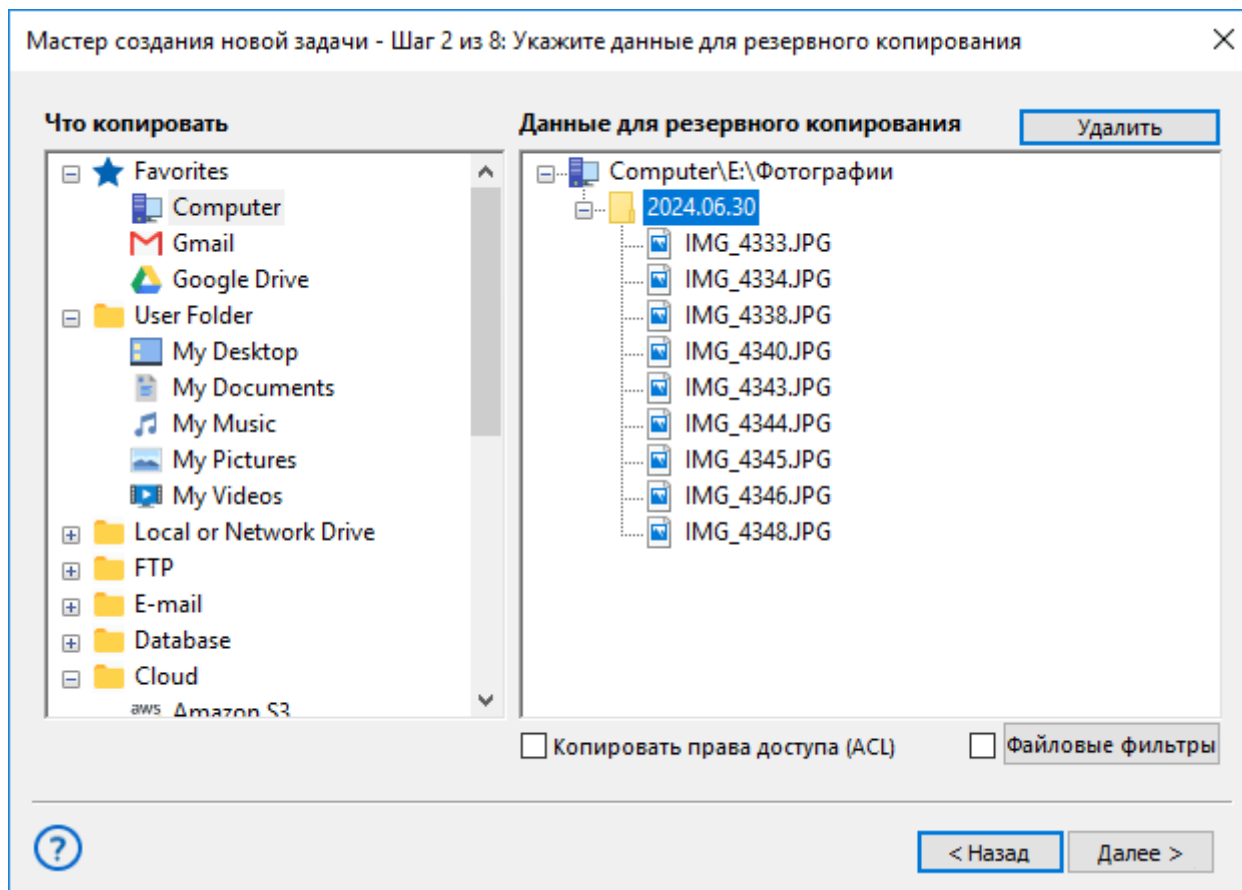 Мастер создания новой задачи - Шаг 2 из 8: Укажите данные для резервного копирования
Что копировать
Favorites
Computer
Gmail
Google Drive
User Folder
My Desktop
My Documents
My Music
My Pictures
My Videos
Local or Network Drive
FTP
E-mail
Database
Cloud
aws Amazon S3
Данные для резервного копирования
Удалить
Computer\E:\Фотографии
2024.06.30
IMG_4333.JPG
IMG_4334.JPG
IMG_4338.JPG
IMG_4340.JPG
IMG_4343.JPG
IMG_4344.JPG
IMG_4345.JPG
IMG_4346.JPG
IMG_4348.JPG
Копировать права доступа (ACL)
Файловые фильтры
?
< Назад
Далее >